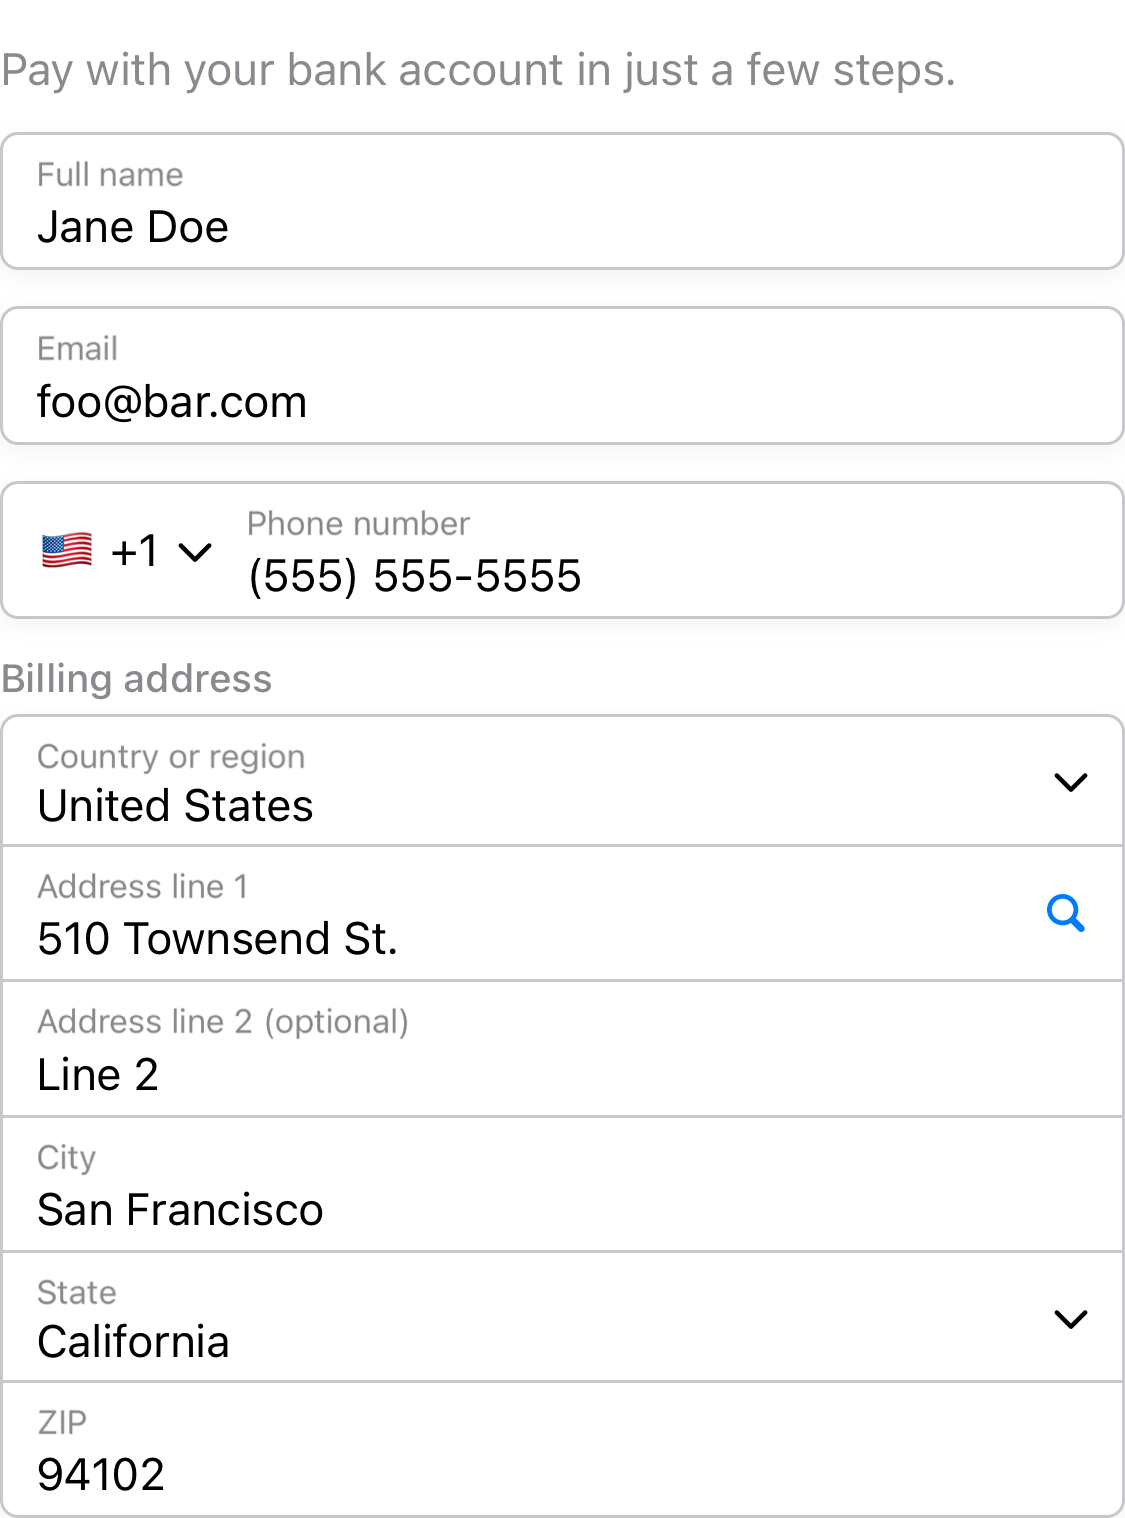 Pay with your bank account in just a few steps.
Full name
Jane Doe
Email
foo@bar.com
+1
Phone number
(555) 555-5555
Billing address
Country or region
United States
Address line 1
510 Townsend St.
Address line 2 (optional)
Line 2
City
San Francisco
State
California
ZIP
94102